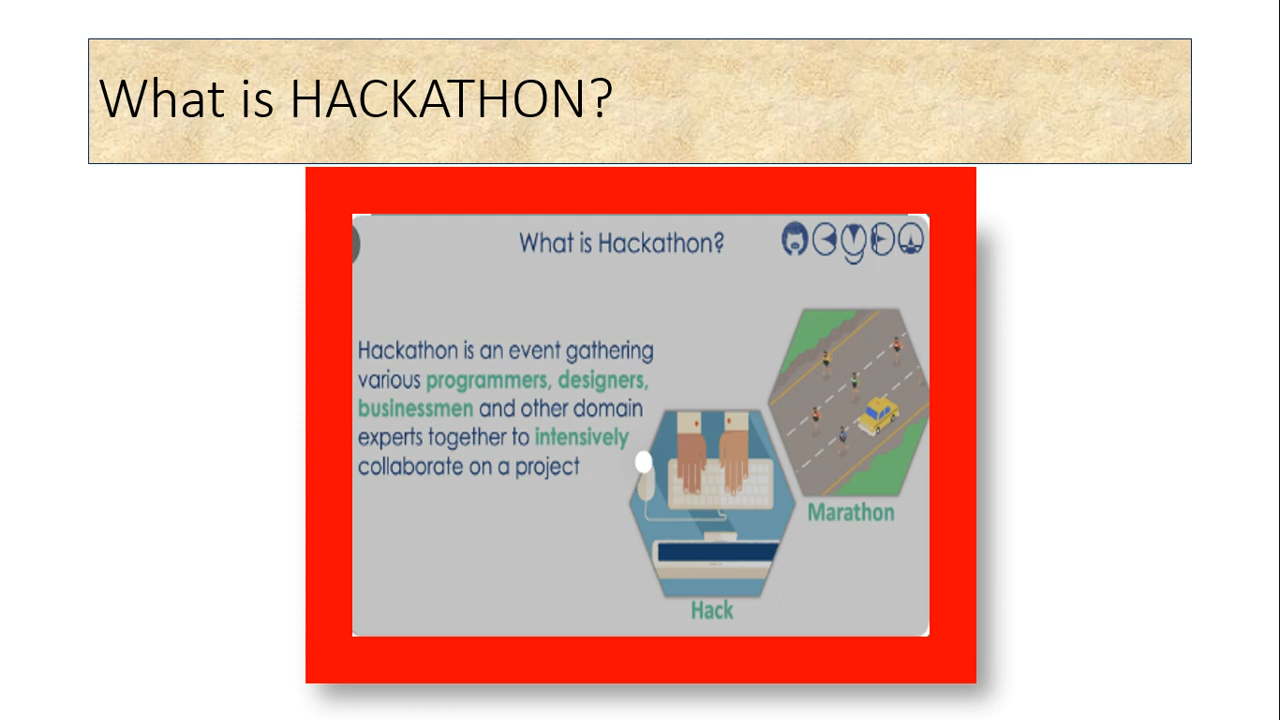 What is HACKATHON?
What is Hackathon?
Hackathon is an event gathering
various programmers, designers,
businessmen and other domain
experts together to intensively
collaborate on a project
Marathon
Hack